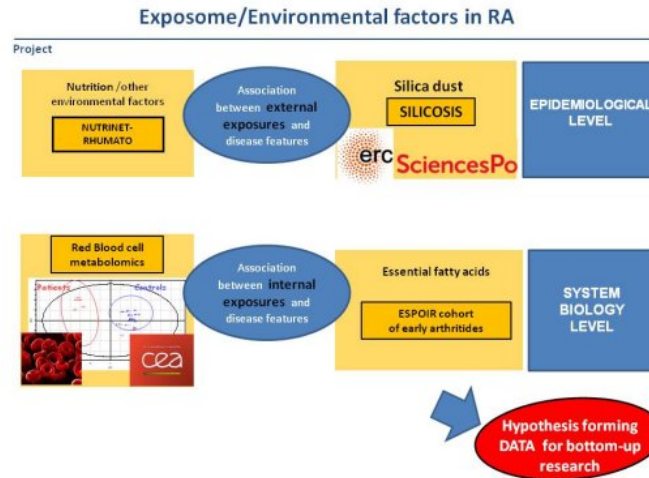 Exposome/Environmental factors in RA
Project
Nutrition /other
environmental factors
NUTRINET-
RHUMATO
Association
between external
exposures and
disease features
Silica dust
SILICOSIS
erc
SciencesPo
EPIDEMIOLOGICAL
LEVEL
Red Blood cell
metabolomics
Patients
Controls
cea
Association
between internal
exposures and
disease features
Essential fatty acids
ESPOIR cohort
of early arthritides
SYSTEM
BIOLOGY
LEVEL
Hypothesis forming
DATA for bottom-up
research